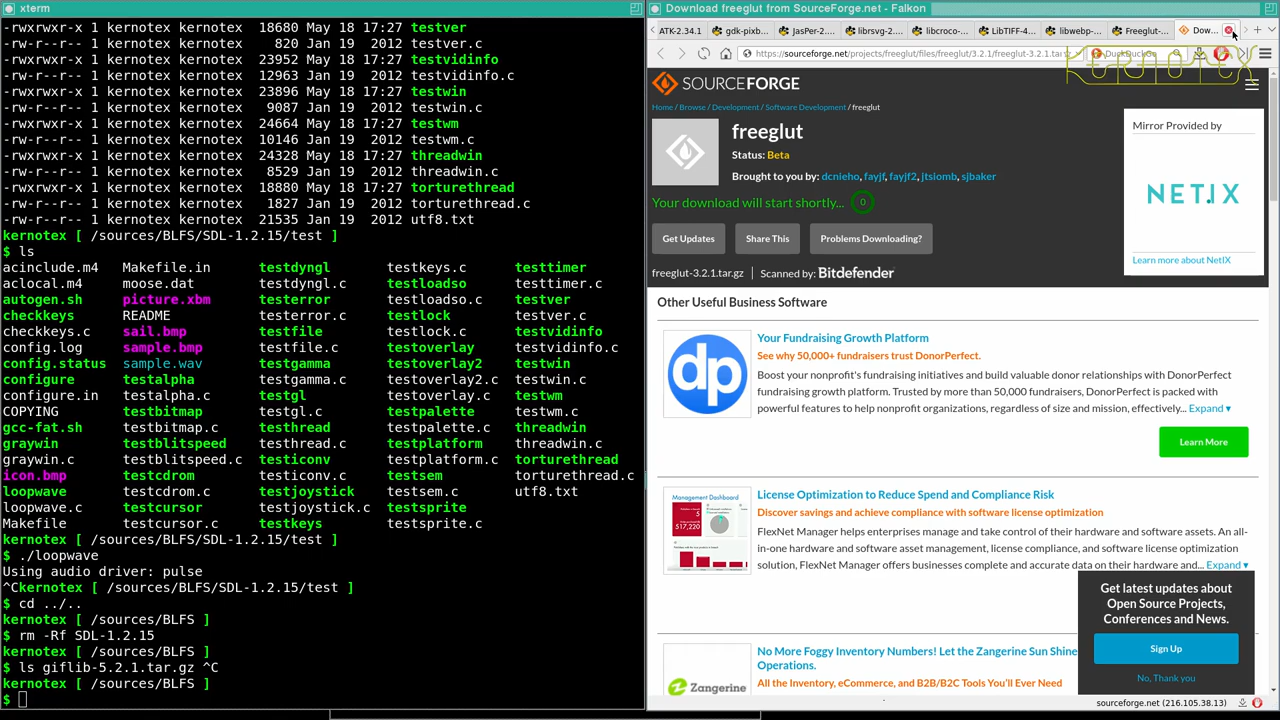 xterm
-rwxrwxr-x 1 kernotex kernotex 18680 May 18 17:27 testver
-rw-r--r-- 1 kernotex kernotex 820 Jan 19 2012 testver.c
-rwxrwxr-x 1 kernotex kernotex 23952 May 18 17:27 testvidinfo
-rw-r--r-- 1 kernotex kernotex 12963 Jan 19 2012 testvidinfo.c
-rwxrwxr-x 1 kernotex kernotex 23896 May 18 17:27 testwin
-rw-r--r-- 1 kernotex kernotex 9087 Jan 19 2012 testwin.c
-rwxrwxr-x 1 kernotex kernotex 24664 May 18 17:27 testwm
-rw-r--r-- 1 kernotex kernotex 10146 Jan 19 2012 testwm.c
-rwxrwxr-x 1 kernotex kernotex 24328 May 18 17:27 threadwin
-rw-r--r-- 1 kernotex kernotex 8529 Jan 19 2012 threadwin.c
-rwxrwxr-x 1 kernotex kernotex 18880 May 18 17:27 torturethread
-rw-r--r-- 1 kernotex kernotex 1827 Jan 19 2012 torturethread.c
-rw-r--r-- 1 kernotex kernotex 21535 Jan 19 2012 utf8.txt
kernotex [ /sources/BLFS/SDL-1.2.15/test ]
$ ls
acinclude.m4 Makefile.in testdyngl testkeys.c testtimer
aclocal.m4 moose.dat testdyngl.c testloadso testtimer.c
autogen.sh picture.xbm testerror testloadso.c testver
checkkeys README testerror.c testlock testver.c
checkkeys.c sail.bmp testfile testlock.c testvidinfo
config.log sample.bmp testfile.c testoverlay testvidinfo.c
config.status sample.wav testgamma testoverlay2 testwin
configure testalpha testgamma.c testoverlay2.c testwin.c
configure.in testalpha.c testgl testoverlay.c testwm
COPYING testbitmap testgl.c testpalette testwm.c
gcc-fat.sh testbitmap.c testhread testpalette.c threadwin
graywin testblitspeed testhread.c testplatform threadwin.c
graywin.c testblitspeed.c testiconv testplatform.c torturethread
icon.bmp testcdrom testiconv.c testsem torturethread.c
loopwave testcdrom.c testjoystick testsem.c utf8.txt
loopwave.c testcursor testjoystick.c testsprite
Makefile testcursor.c testkeys testsprite.c
kernotex [ /sources/BLFS/SDL-1.2.15/test ]
$ ./loopwave
Using audio driver: pulse
^Ckernotex [ /sources/BLFS/SDL-1.2.15/test ]
$ cd ../..
kernotex [ /sources/BLFS ]
$ rm -Rf SDL-1.2.15
kernotex [ /sources/BLFS ]
$ ls giflib-5.2.1.tar.gz ^C
kernotex [ /sources/BLFS ]
$
Download freeglut from SourceForge.net - Falkon
ATK-2.34.1 gdk-pixb... JasPer-2.... librsvg-2.... libcroco-... LibTIFF-4... libwebp-... Freeglut-... Dow...
https://sourceforge.net/projects/freeglut/files/freeglut/3.2.1/freeglut-3.2.1.tar DuckDuckGo
KERNOTEX
SOURCEFORGE
Home / Browse / Development / Software Development / freeglut
freeglut
Status: Beta
Brought to you by: dcnieho, fayjf, fayjf2, jtsiomb, sjbaker
Your download will start shortly... 0
Get Updates Share This Problems Downloading?
freeglut-3.2.1.tar.gz | Scanned by: Bitdefender
Mirror Provided by
NETIX
Learn more about NetIX
Other Useful Business Software
dp
Your Fundraising Growth Platform
See why 50,000+ fundraisers trust DonorPerfect.
Boost your nonprofit's fundraising initiatives and build valuable donor relationships with DonorPerfect
fundraising growth platform. Trusted by more than 50,000 fundraisers, DonorPerfect is packed with
powerful features to help nonprofit organizations, regardless of size and mission, effectively... Expand ▾
Learn More
Management Dashboard
517,220
License Optimization to Reduce Spend and Compliance Risk
Discover savings and achieve compliance with software license optimization
FlexNet Manager helps enterprises manage and take control of their hardware and software assets. An all-
in-one hardware and software asset management, license compliance, and software license optimization
solution, FlexNet Manager offers businesses complete and accurate data on their hardware and... Expand ▾
Zangerine
No More Foggy Inventory Numbers! Let the Zangerine Sun Shine
Operations.
All the Inventory, eCommerce, and B2B/B2C Tools You'll Ever Need
Get latest updates about
Open Source Projects,
Conferences and News.
Sign Up
No, Thank you
sourceforge.net (216.105.38.13)